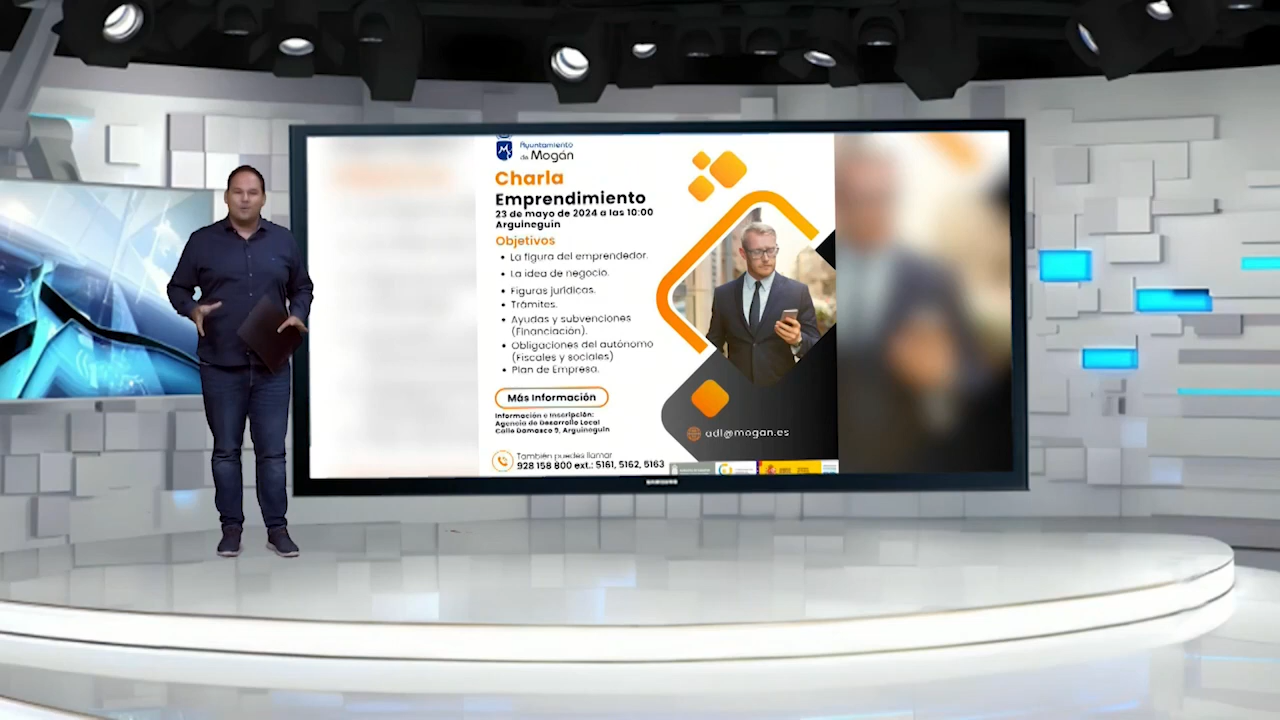 Ayuntamiento
de Mogán
Charla
Emprendimiento
23 de mayo de 2024 a las 10:00
Arguineguín
Objetivos
• La figura del emprendedor.
• La idea de negocio.
• Figuras jurídicas.
• Trámites.
• Ayudas y subvenciones
(Financiación).
• Obligaciones del autónomo
(Fiscales y sociales)
• Plan de Empresa.
Más Información
Información e Inscripción:
Agencia de Desarrollo Local
Calle Damasco 9, Arguineguín
adl@mogan.es
También puedes llamar
928 158 800 ext.: 5161, 5162, 5163
SAMSUNG